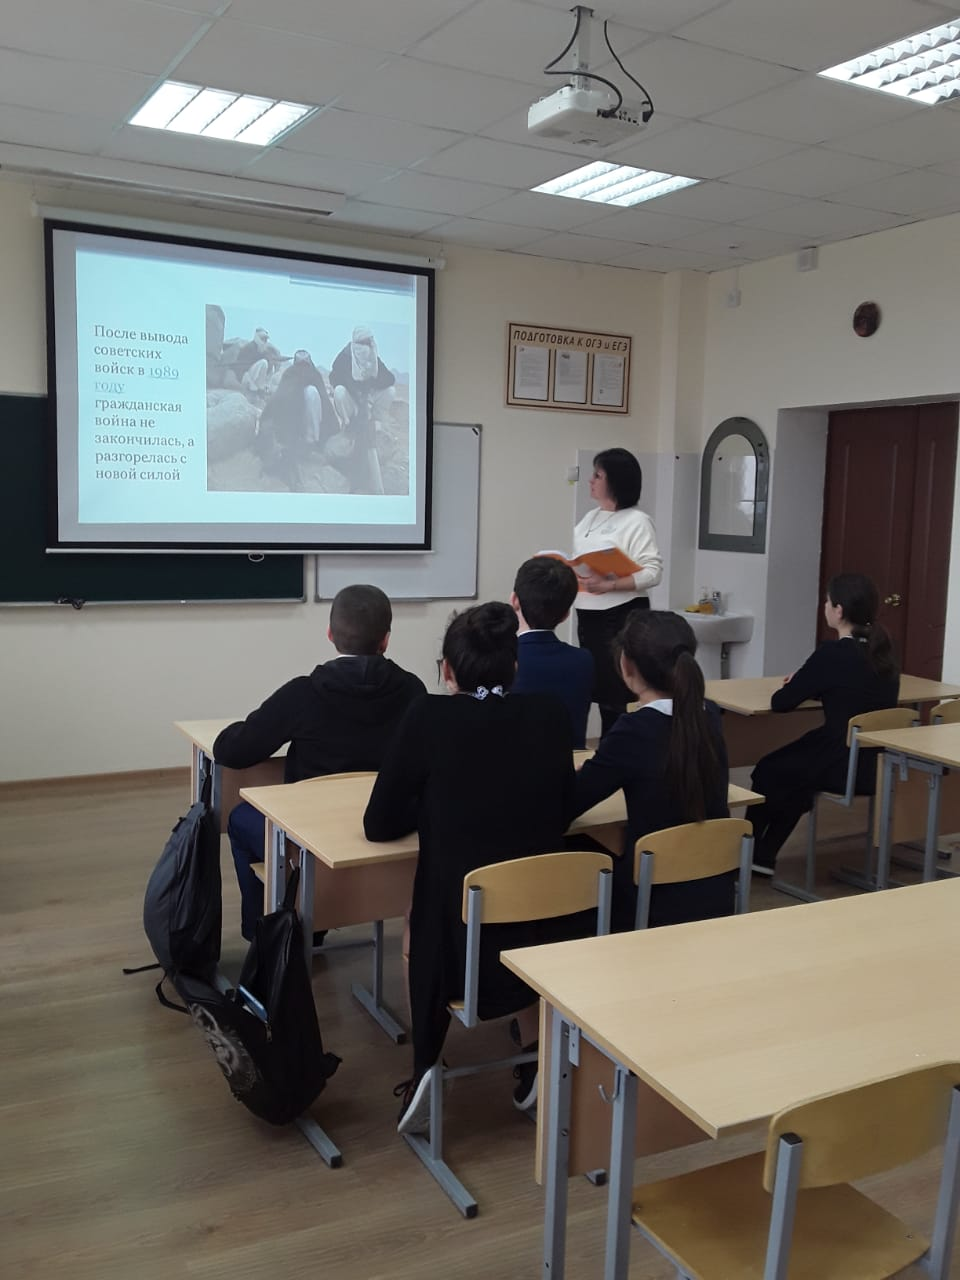 После вывода
советских
войск в 1989
году
гражданская
война не
закончилась, а
разгорелась с
новой силой
ПОДГОТОВКА К ОГЭ и ЕГЭ